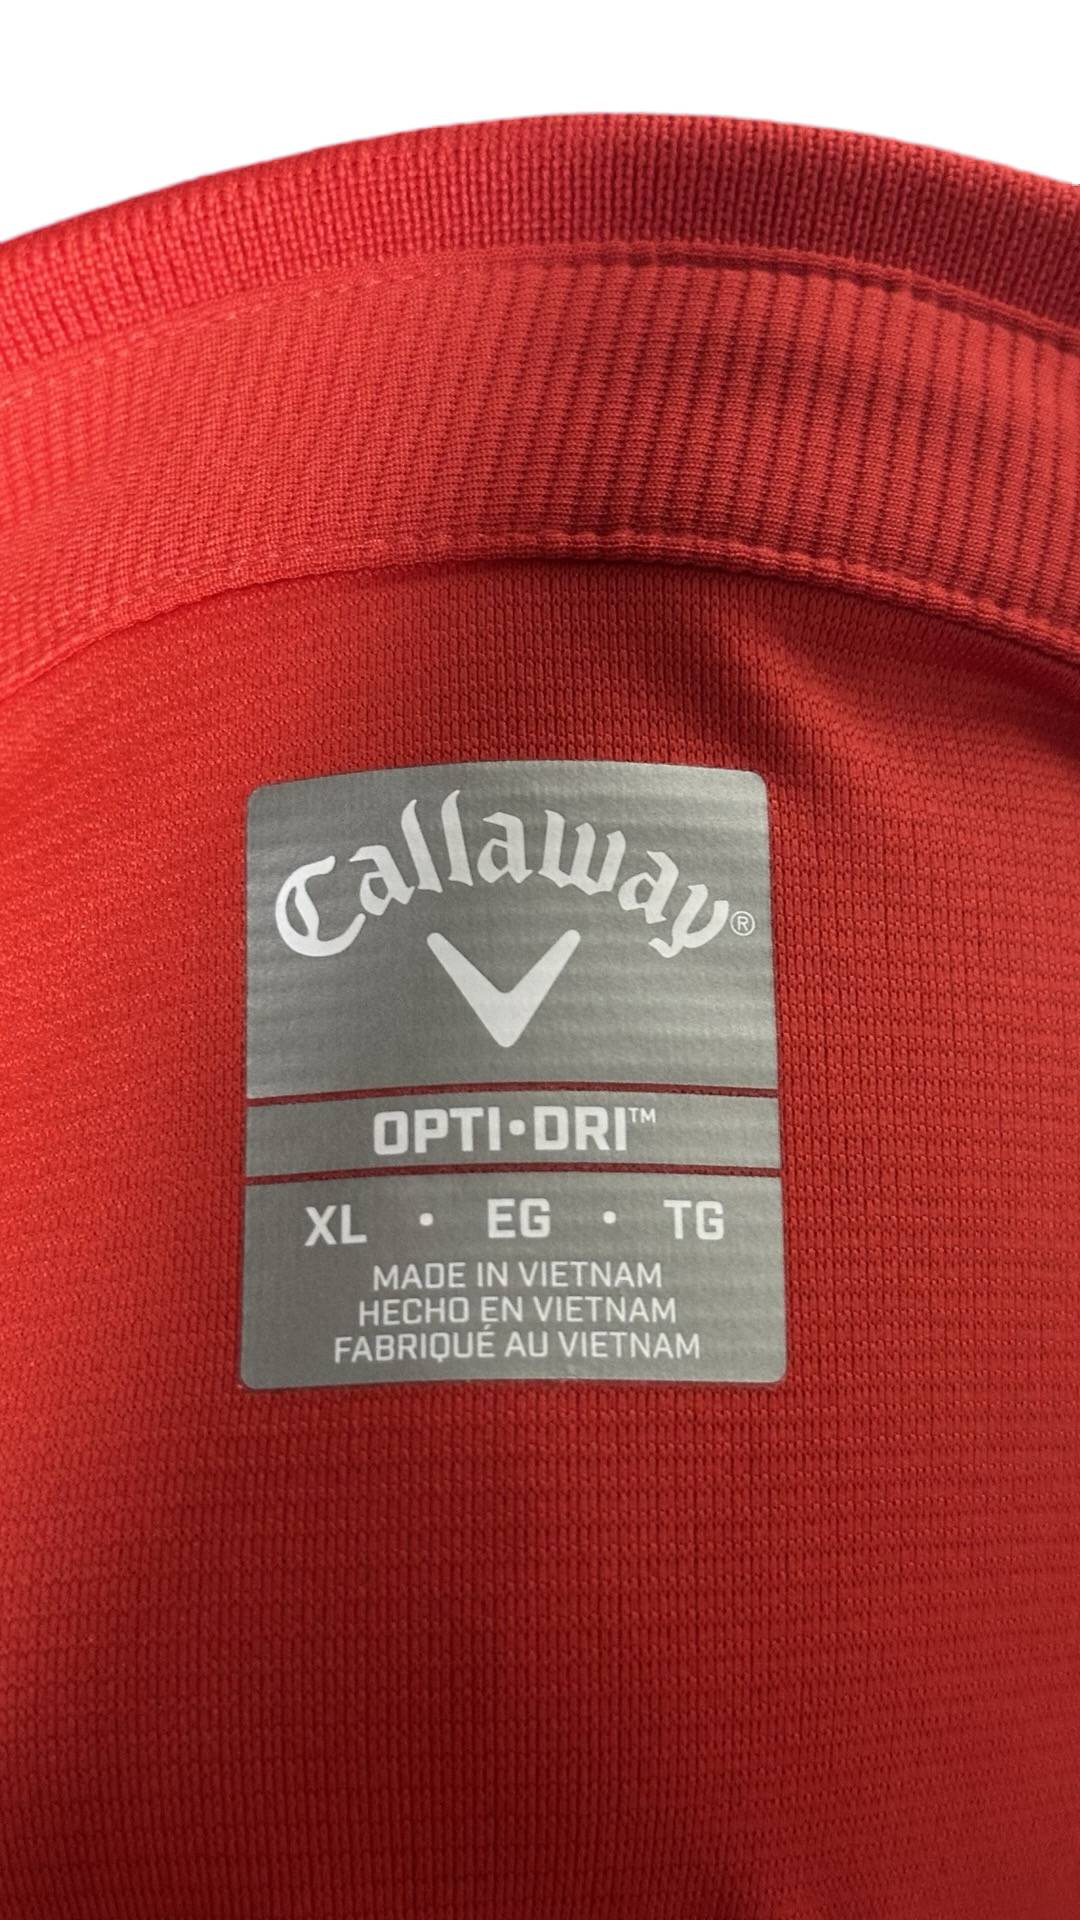 Callaway®
OPTI•DRI™
XL • EG • TG
MADE IN VIETNAM
HECHO EN VIETNAM
FABRIQUÉ AU VIETNAM